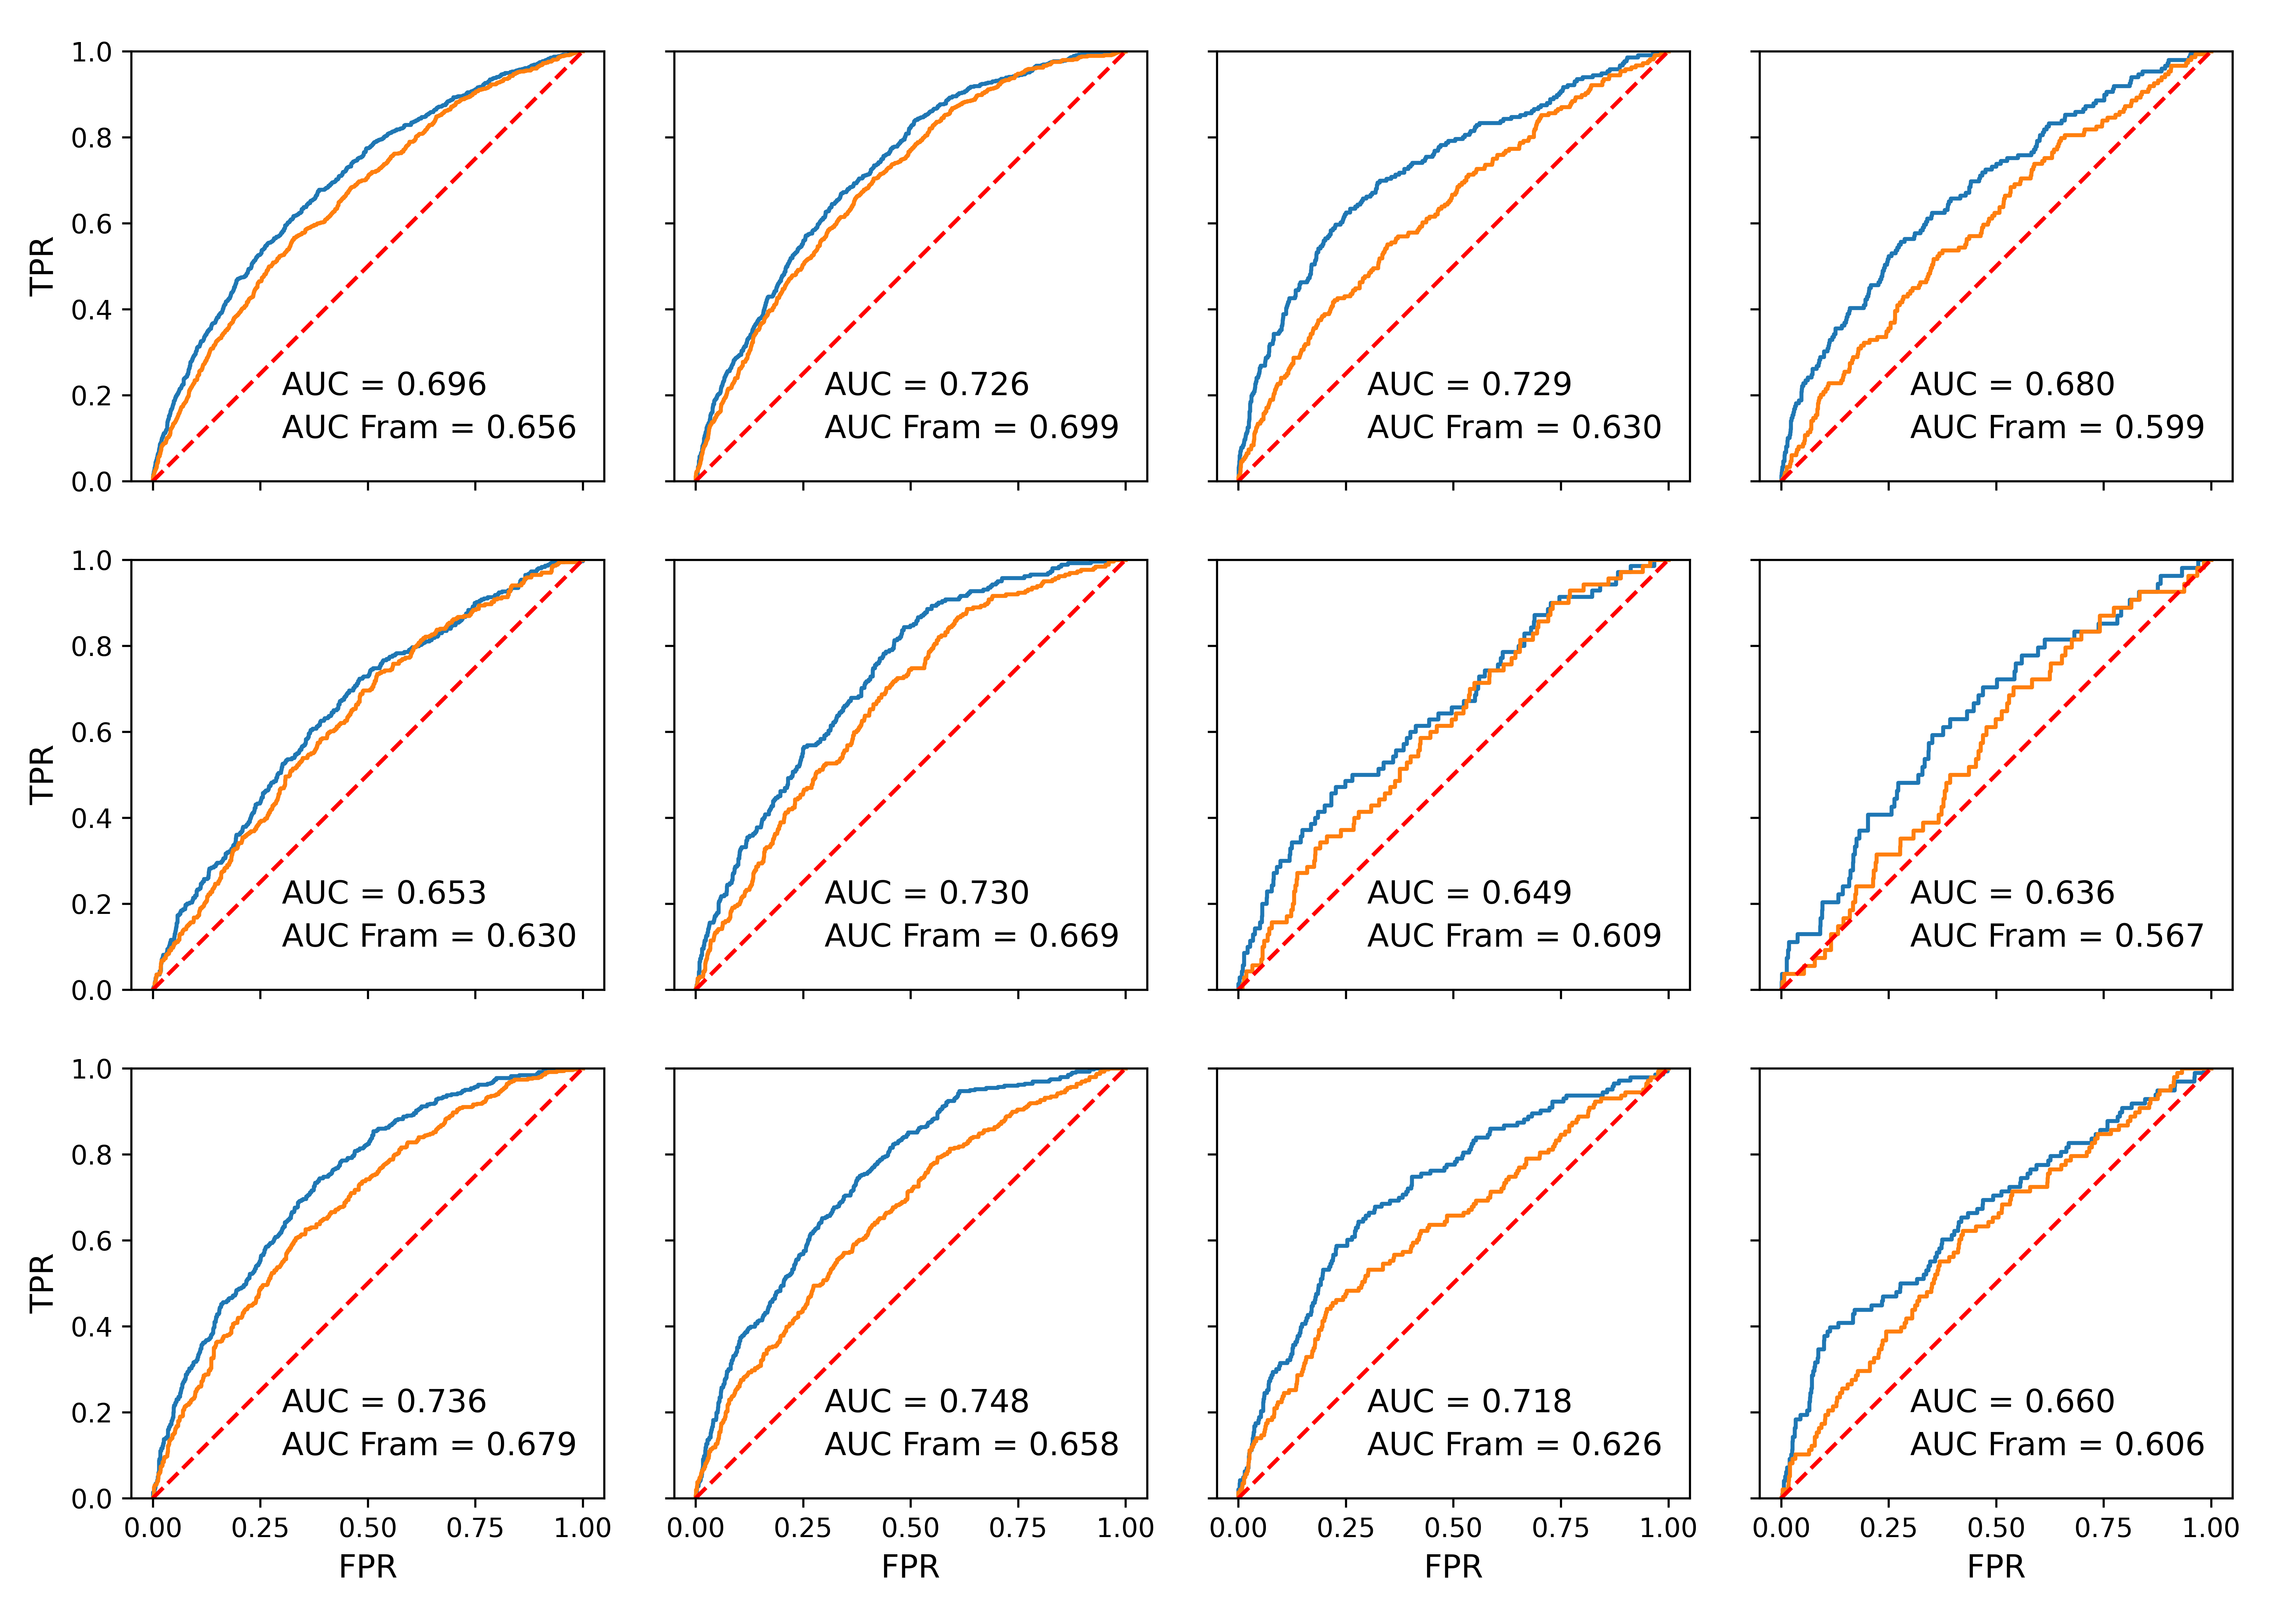 1.0
0.8
0.6
0.4
0.2
0.0
TPR
AUC = 0.696
AUC Fram = 0.656
AUC = 0.726
AUC Fram = 0.699
AUC = 0.729
AUC Fram = 0.630
AUC = 0.680
AUC Fram = 0.599
1.0
0.8
0.6
0.4
0.2
0.0
TPR
AUC = 0.653
AUC Fram = 0.630
AUC = 0.730
AUC Fram = 0.669
AUC = 0.649
AUC Fram = 0.609
AUC = 0.636
AUC Fram = 0.567
1.0
0.8
0.6
0.4
0.2
0.0
TPR
AUC = 0.736
AUC Fram = 0.679
AUC = 0.748
AUC Fram = 0.658
AUC = 0.718
AUC Fram = 0.626
AUC = 0.660
AUC Fram = 0.606
0.00 0.25 0.50 0.75 1.00
FPR
0.00 0.25 0.50 0.75 1.00
FPR
0.00 0.25 0.50 0.75 1.00
FPR
0.00 0.25 0.50 0.75 1.00
FPR